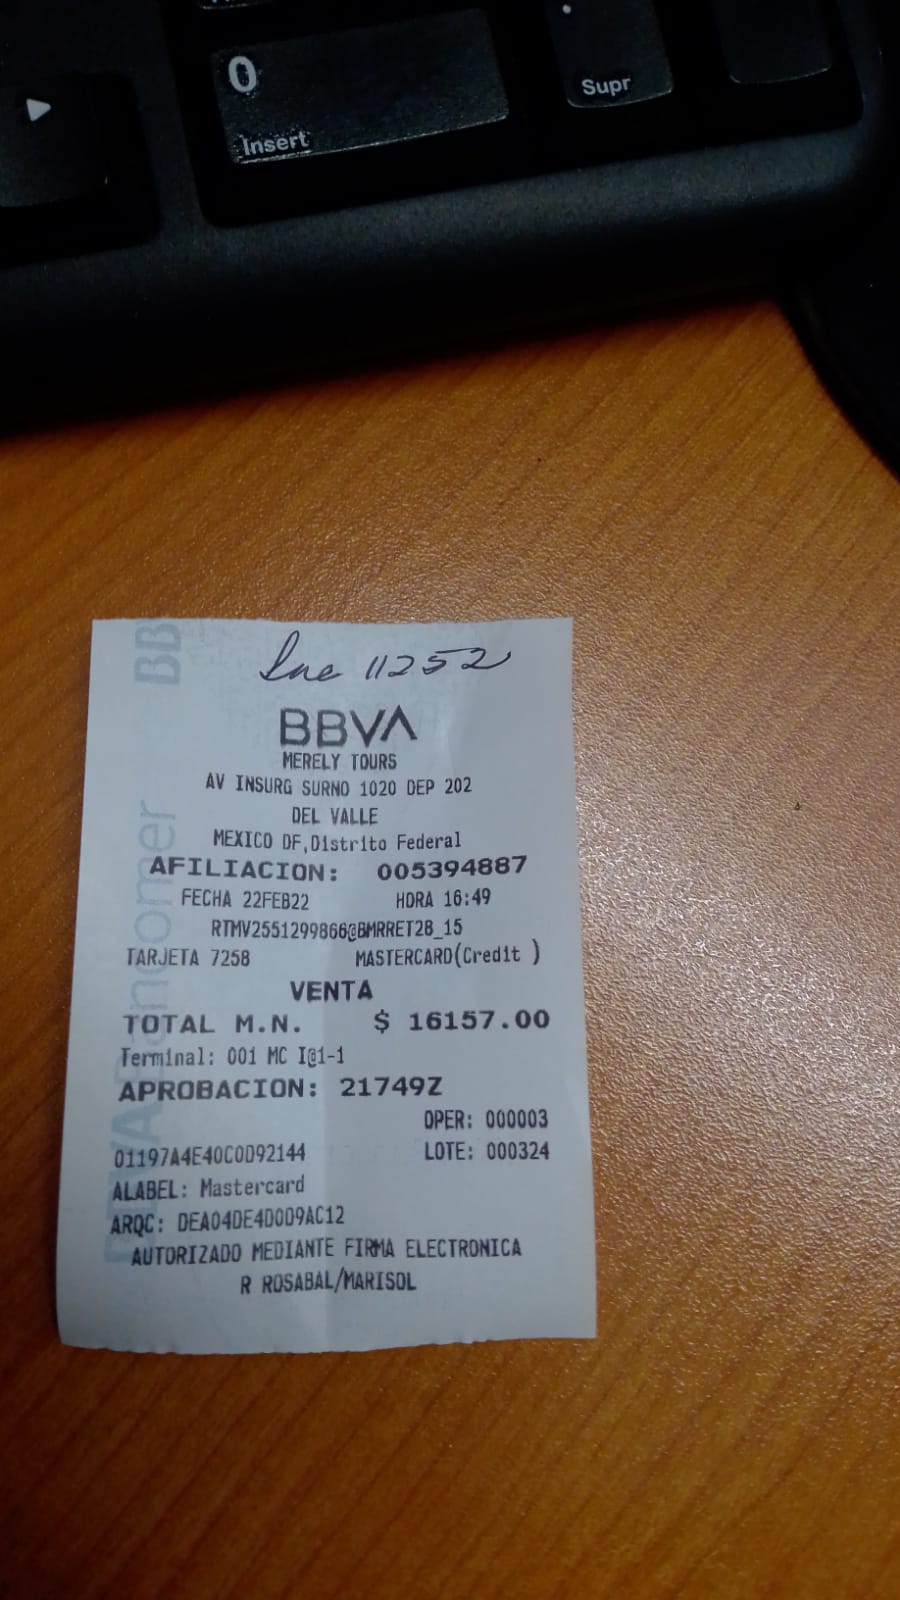 0
Insert
Supr
Ine 11252
BBVA
MERELY TOURS
AV INSURG SURNO 1020 DEP 202
DEL VALLE
MEXICO DF,Distrito Federal
AFILIACION: 005394887
FECHA 22FEB22 HORA 16:49
RTMV2551299866@BMRRET28_15
TARJETA 7258 MASTERCARD(Credit )
VENTA
TOTAL M.N. $ 16157.00
Terminal: 001 MC I@1-1
APROBACION: 21749Z
OPER: 000003
01197A4E40C0D92144 LOTE: 000324
ALABEL: Mastercard
ARQC: DEA04DE4D009AC12
AUTORIZADO MEDIANTE FIRMA ELECTRONICA
R ROSABAL/MARISOL